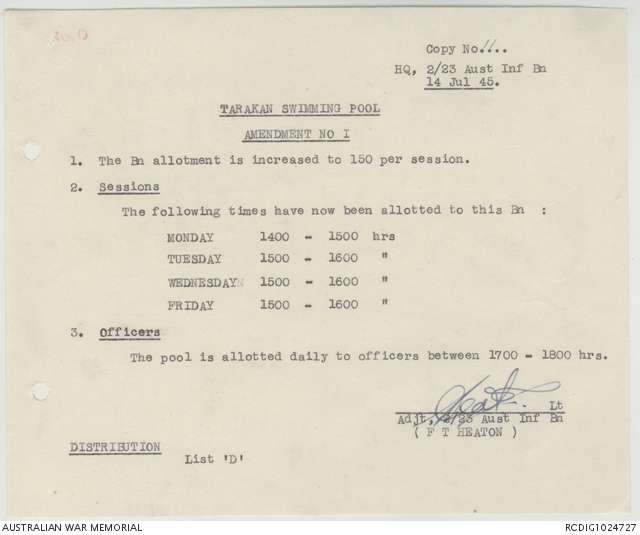 Copy No. 11..
HQ, 2/23 Aust Inf Bn
14 Jul 45.
TARAKAN SWIMMING POOL
AMENDMENT NO I
1. The Bn allotment is increased to 150 per session.
2. Sessions
The following times have now been allotted to this Bn :
MONDAY 1400 - 1500 hrs
TUESDAY 1500 - 1600 "
WEDNESDAY 1500 - 1600 "
FRIDAY 1500 - 1600 "
3. Officers
The pool is allotted daily to officers between 1700 - 1800 hrs.
Lt
Adjt, 2/23 Aust Inf Bn
( F T HEATON )
DISTRIBUTION
List 'D'
AUSTRALIAN WAR MEMORIAL RCDIG1024727